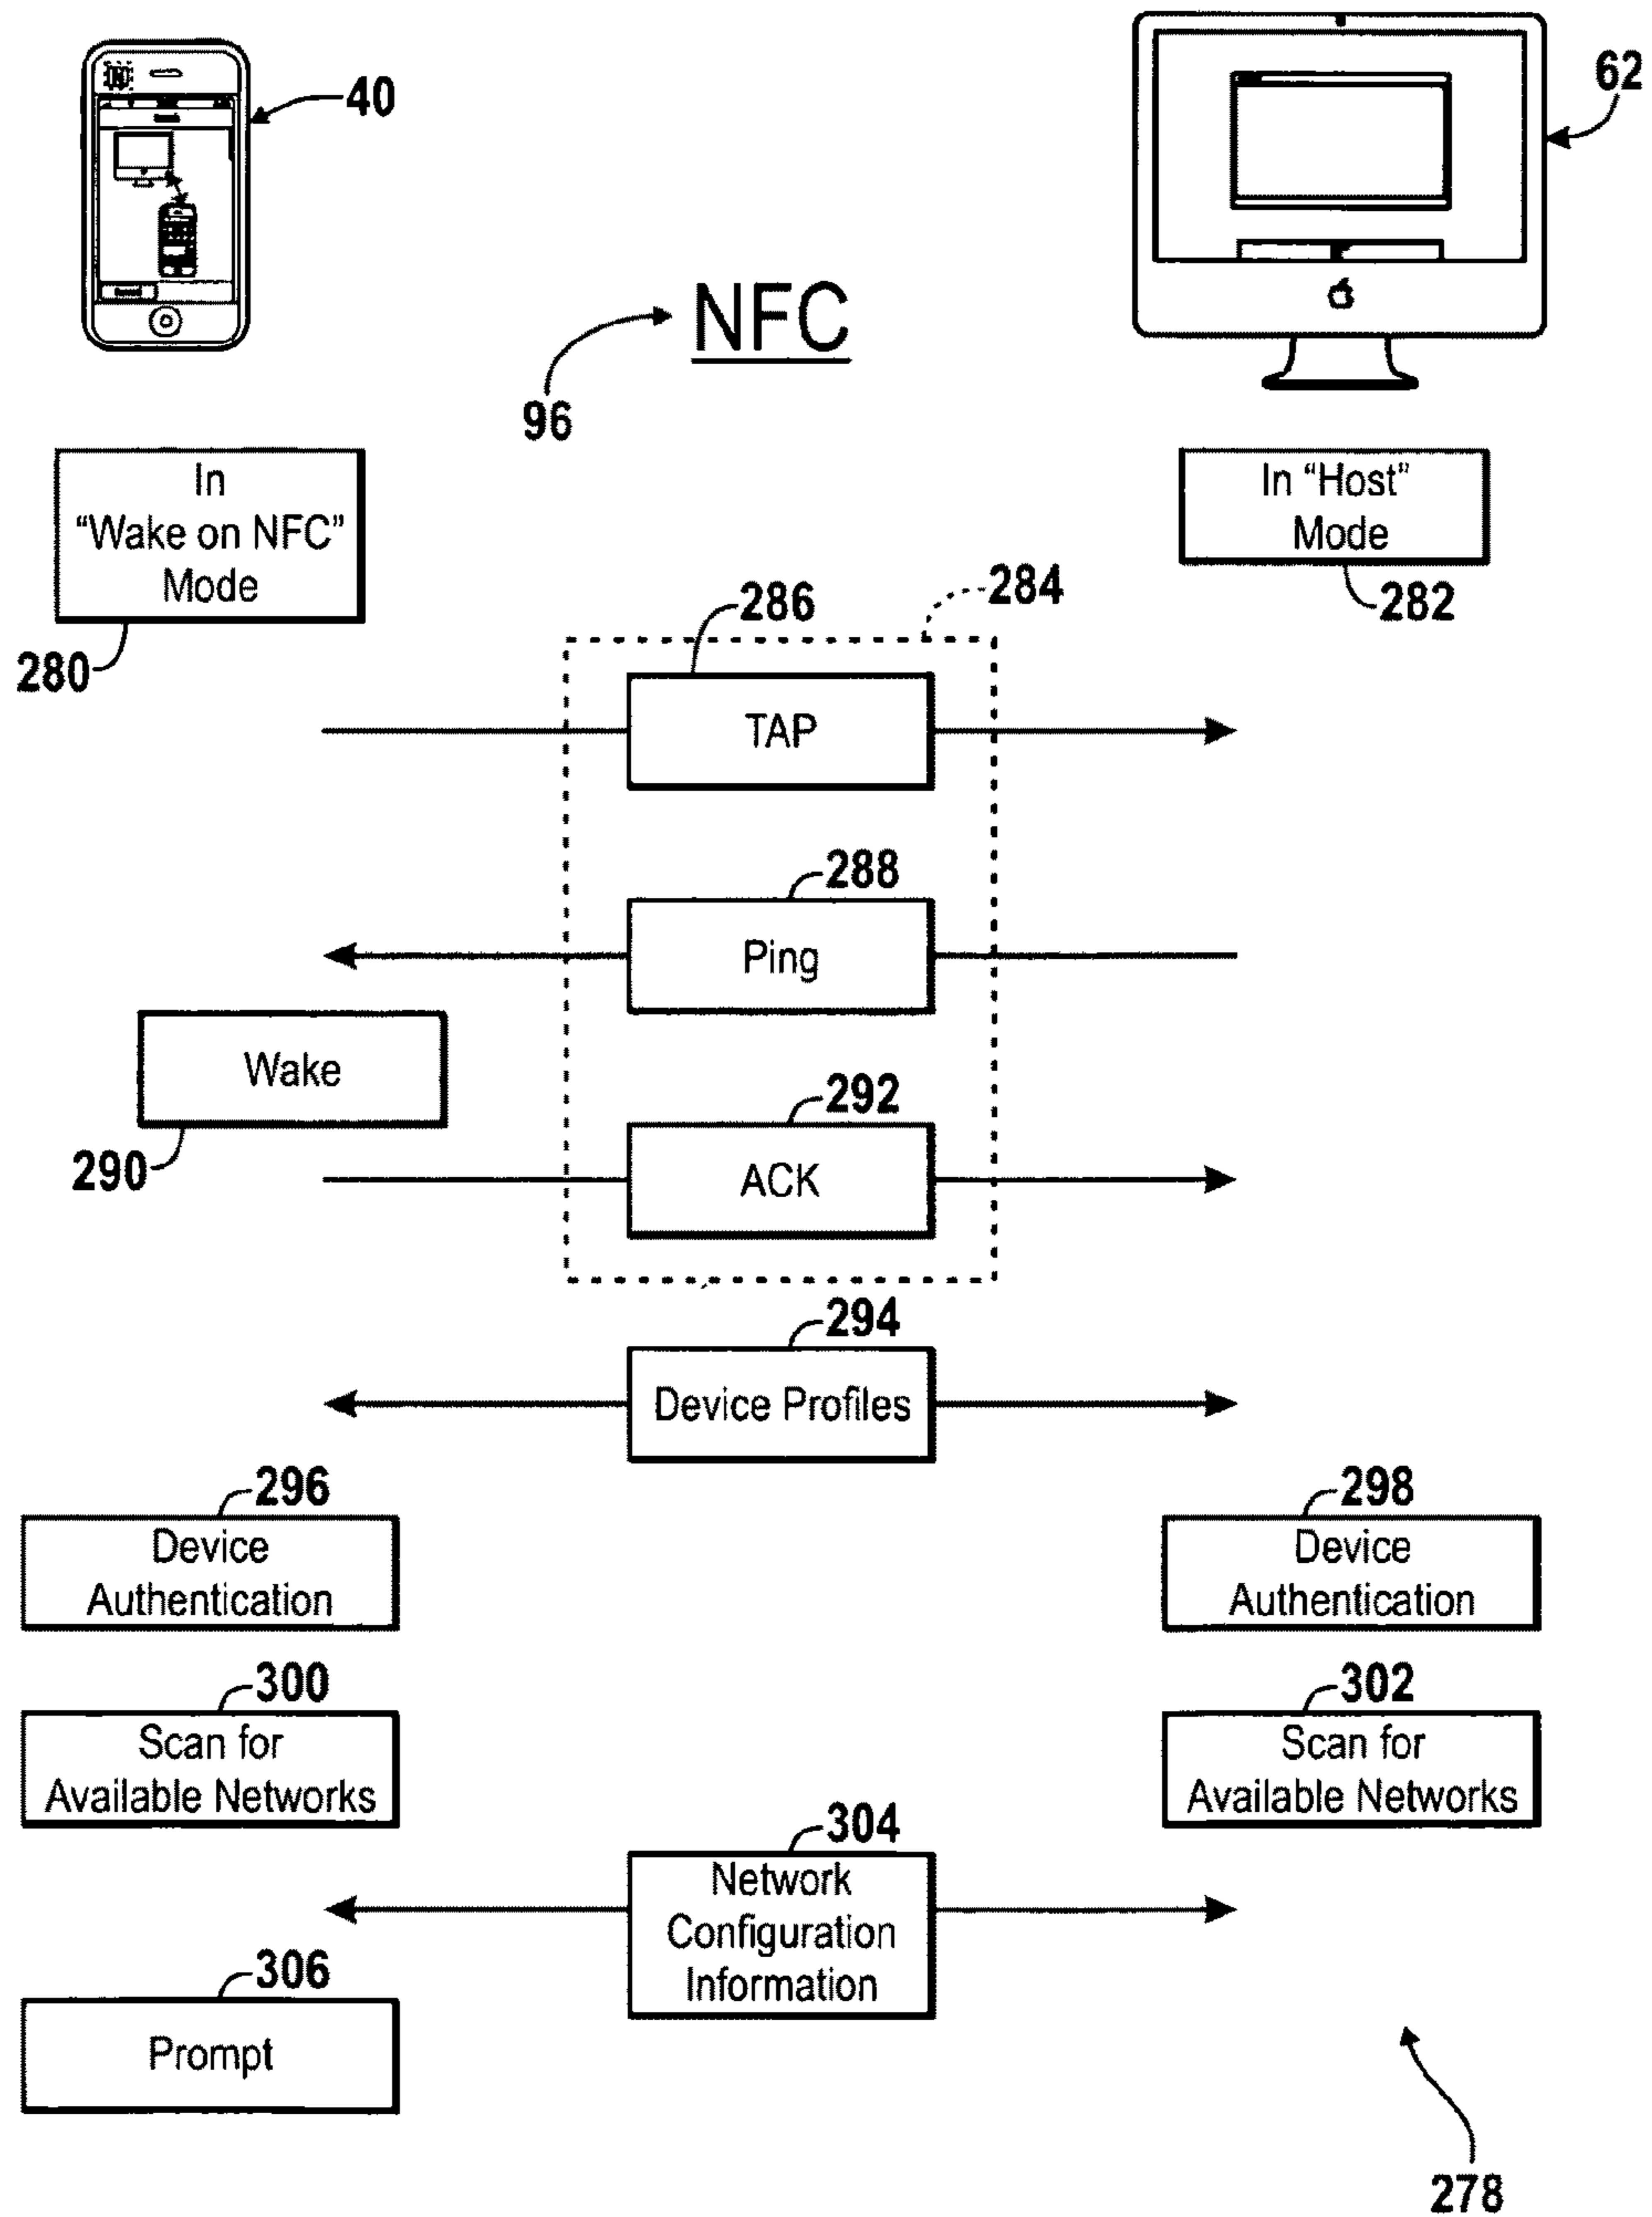 40
62
NFC
96
In
“Wake on NFC”
Mode
280
In “Host”
Mode
282
284
286
TAP
288
Ping
Wake
290
292
ACK
294
Device Profiles
296
Device
Authentication
298
Device
Authentication
300
Scan for
Available Networks
302
Scan for
Available Networks
304
Network
Configuration
Information
306
Prompt
278